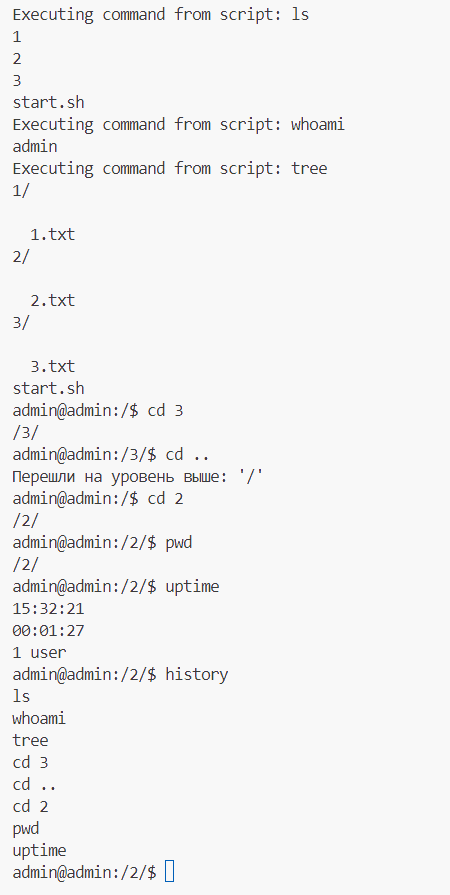 Executing command from script: ls
1
2
3
start.sh
Executing command from script: whoami
admin
Executing command from script: tree
1/
1.txt
2/
2.txt
3/
3.txt
start.sh
admin@admin:/$ cd 3
/3/
admin@admin:/3/$ cd ..
Перешли на уровень выше: '/'
admin@admin:/$ cd 2
/2/
admin@admin:/2/$ pwd
/2/
admin@admin:/2/$ uptime
15:32:21
00:01:27
1 user
admin@admin:/2/$ history
ls
whoami
tree
cd 3
cd ..
cd 2
pwd
uptime
admin@admin:/2/$